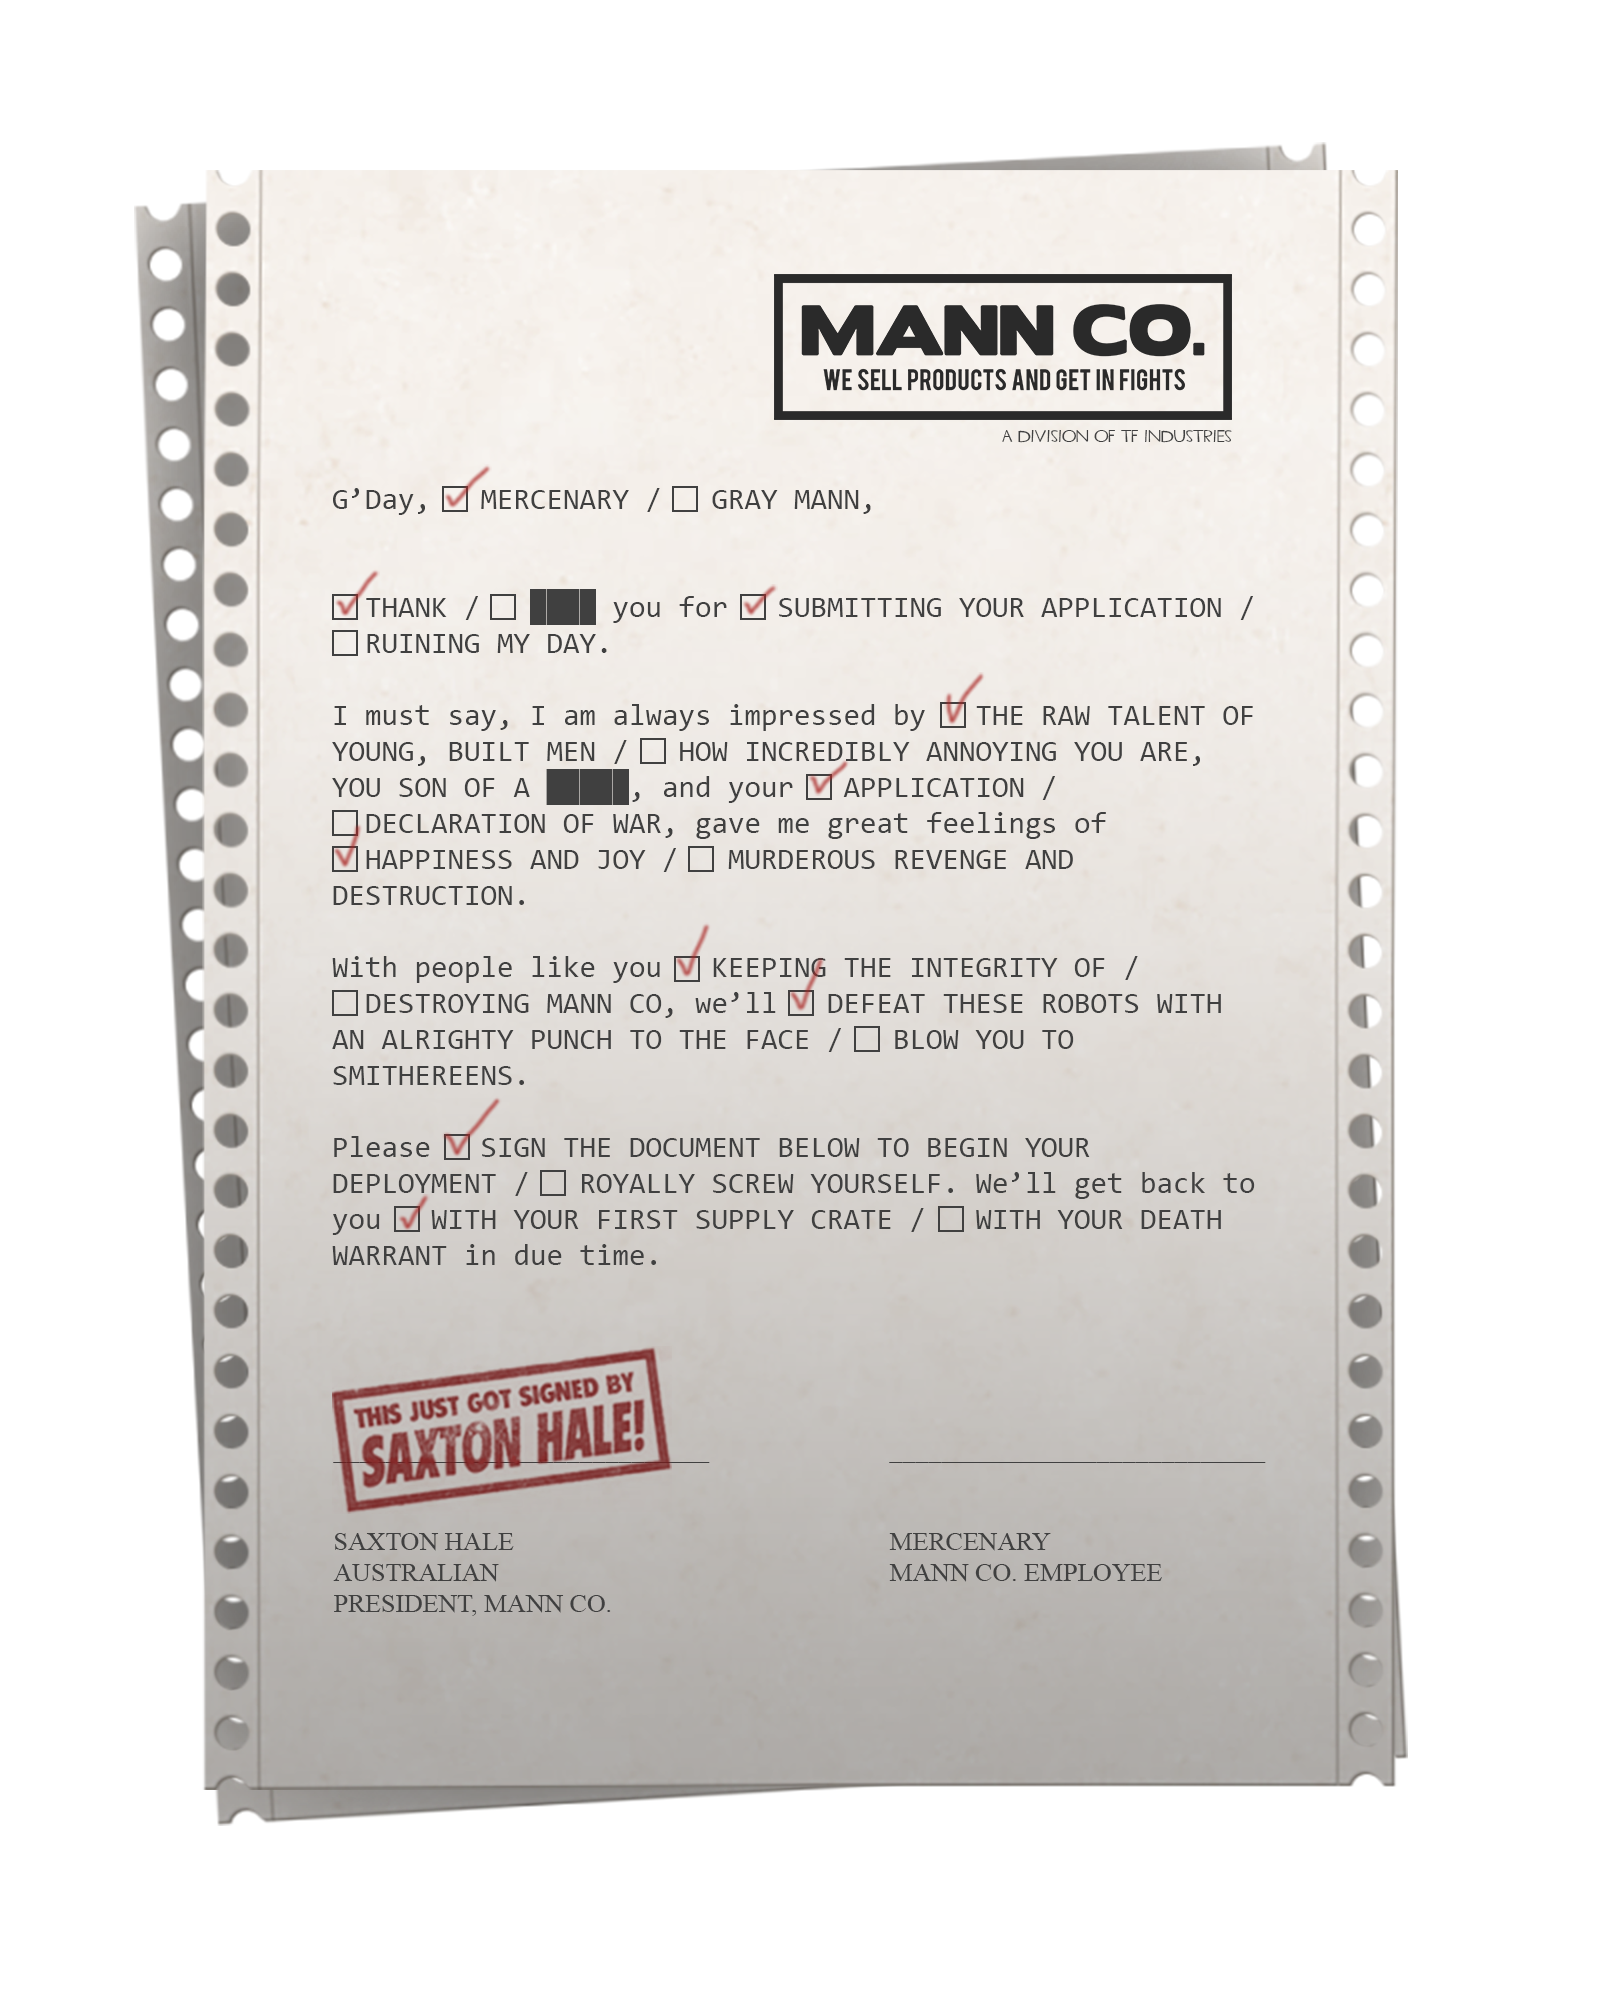 MANN CO.
WE SELL PRODUCTS AND GET IN FIGHTS
A DIVISION OF TF INDUSTRIES
G’Day, ☑ MERCENARY / ☐ GRAY MANN,
☑ THANK / ☐ ████ you for ☑ SUBMITTING YOUR APPLICATION /
☐ RUINING MY DAY.
I must say, I am always impressed by ☑ THE RAW TALENT OF
YOUNG, BUILT MEN / ☐ HOW INCREDIBLY ANNOYING YOU ARE,
YOU SON OF A █████, and your ☑ APPLICATION /
☐ DECLARATION OF WAR, gave me great feelings of
☑ HAPPINESS AND JOY / ☐ MURDEROUS REVENGE AND
DESTRUCTION.
With people like you ☑ KEEPING THE INTEGRITY OF /
☐ DESTROYING MANN CO, we’ll ☑ DEFEAT THESE ROBOTS WITH
AN ALRIGHTY PUNCH TO THE FACE / ☐ BLOW YOU TO
SMITHEREENS.
Please ☑ SIGN THE DOCUMENT BELOW TO BEGIN YOUR
DEPLOYMENT / ☐ ROYALLY SCREW YOURSELF. We’ll get back to
you ☑ WITH YOUR FIRST SUPPLY CRATE / ☐ WITH YOUR DEATH
WARRANT in due time.
THIS JUST GOT SIGNED BY
SAXTON HALE!
SAXTON HALE
AUSTRALIAN
PRESIDENT, MANN CO.
MERCENARY
MANN CO. EMPLOYEE